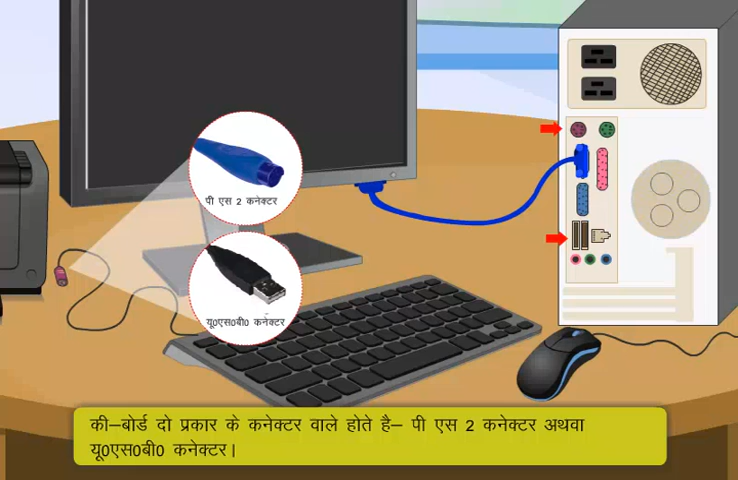 पी एस 2 कनेक्टर
यू0एस0बी0 कनेक्टर
की–बोर्ड दो प्रकार के कनेक्टर वाले होते है– पी एस 2 कनेक्टर अथवा
यू0एस0बी0 कनेक्टर।